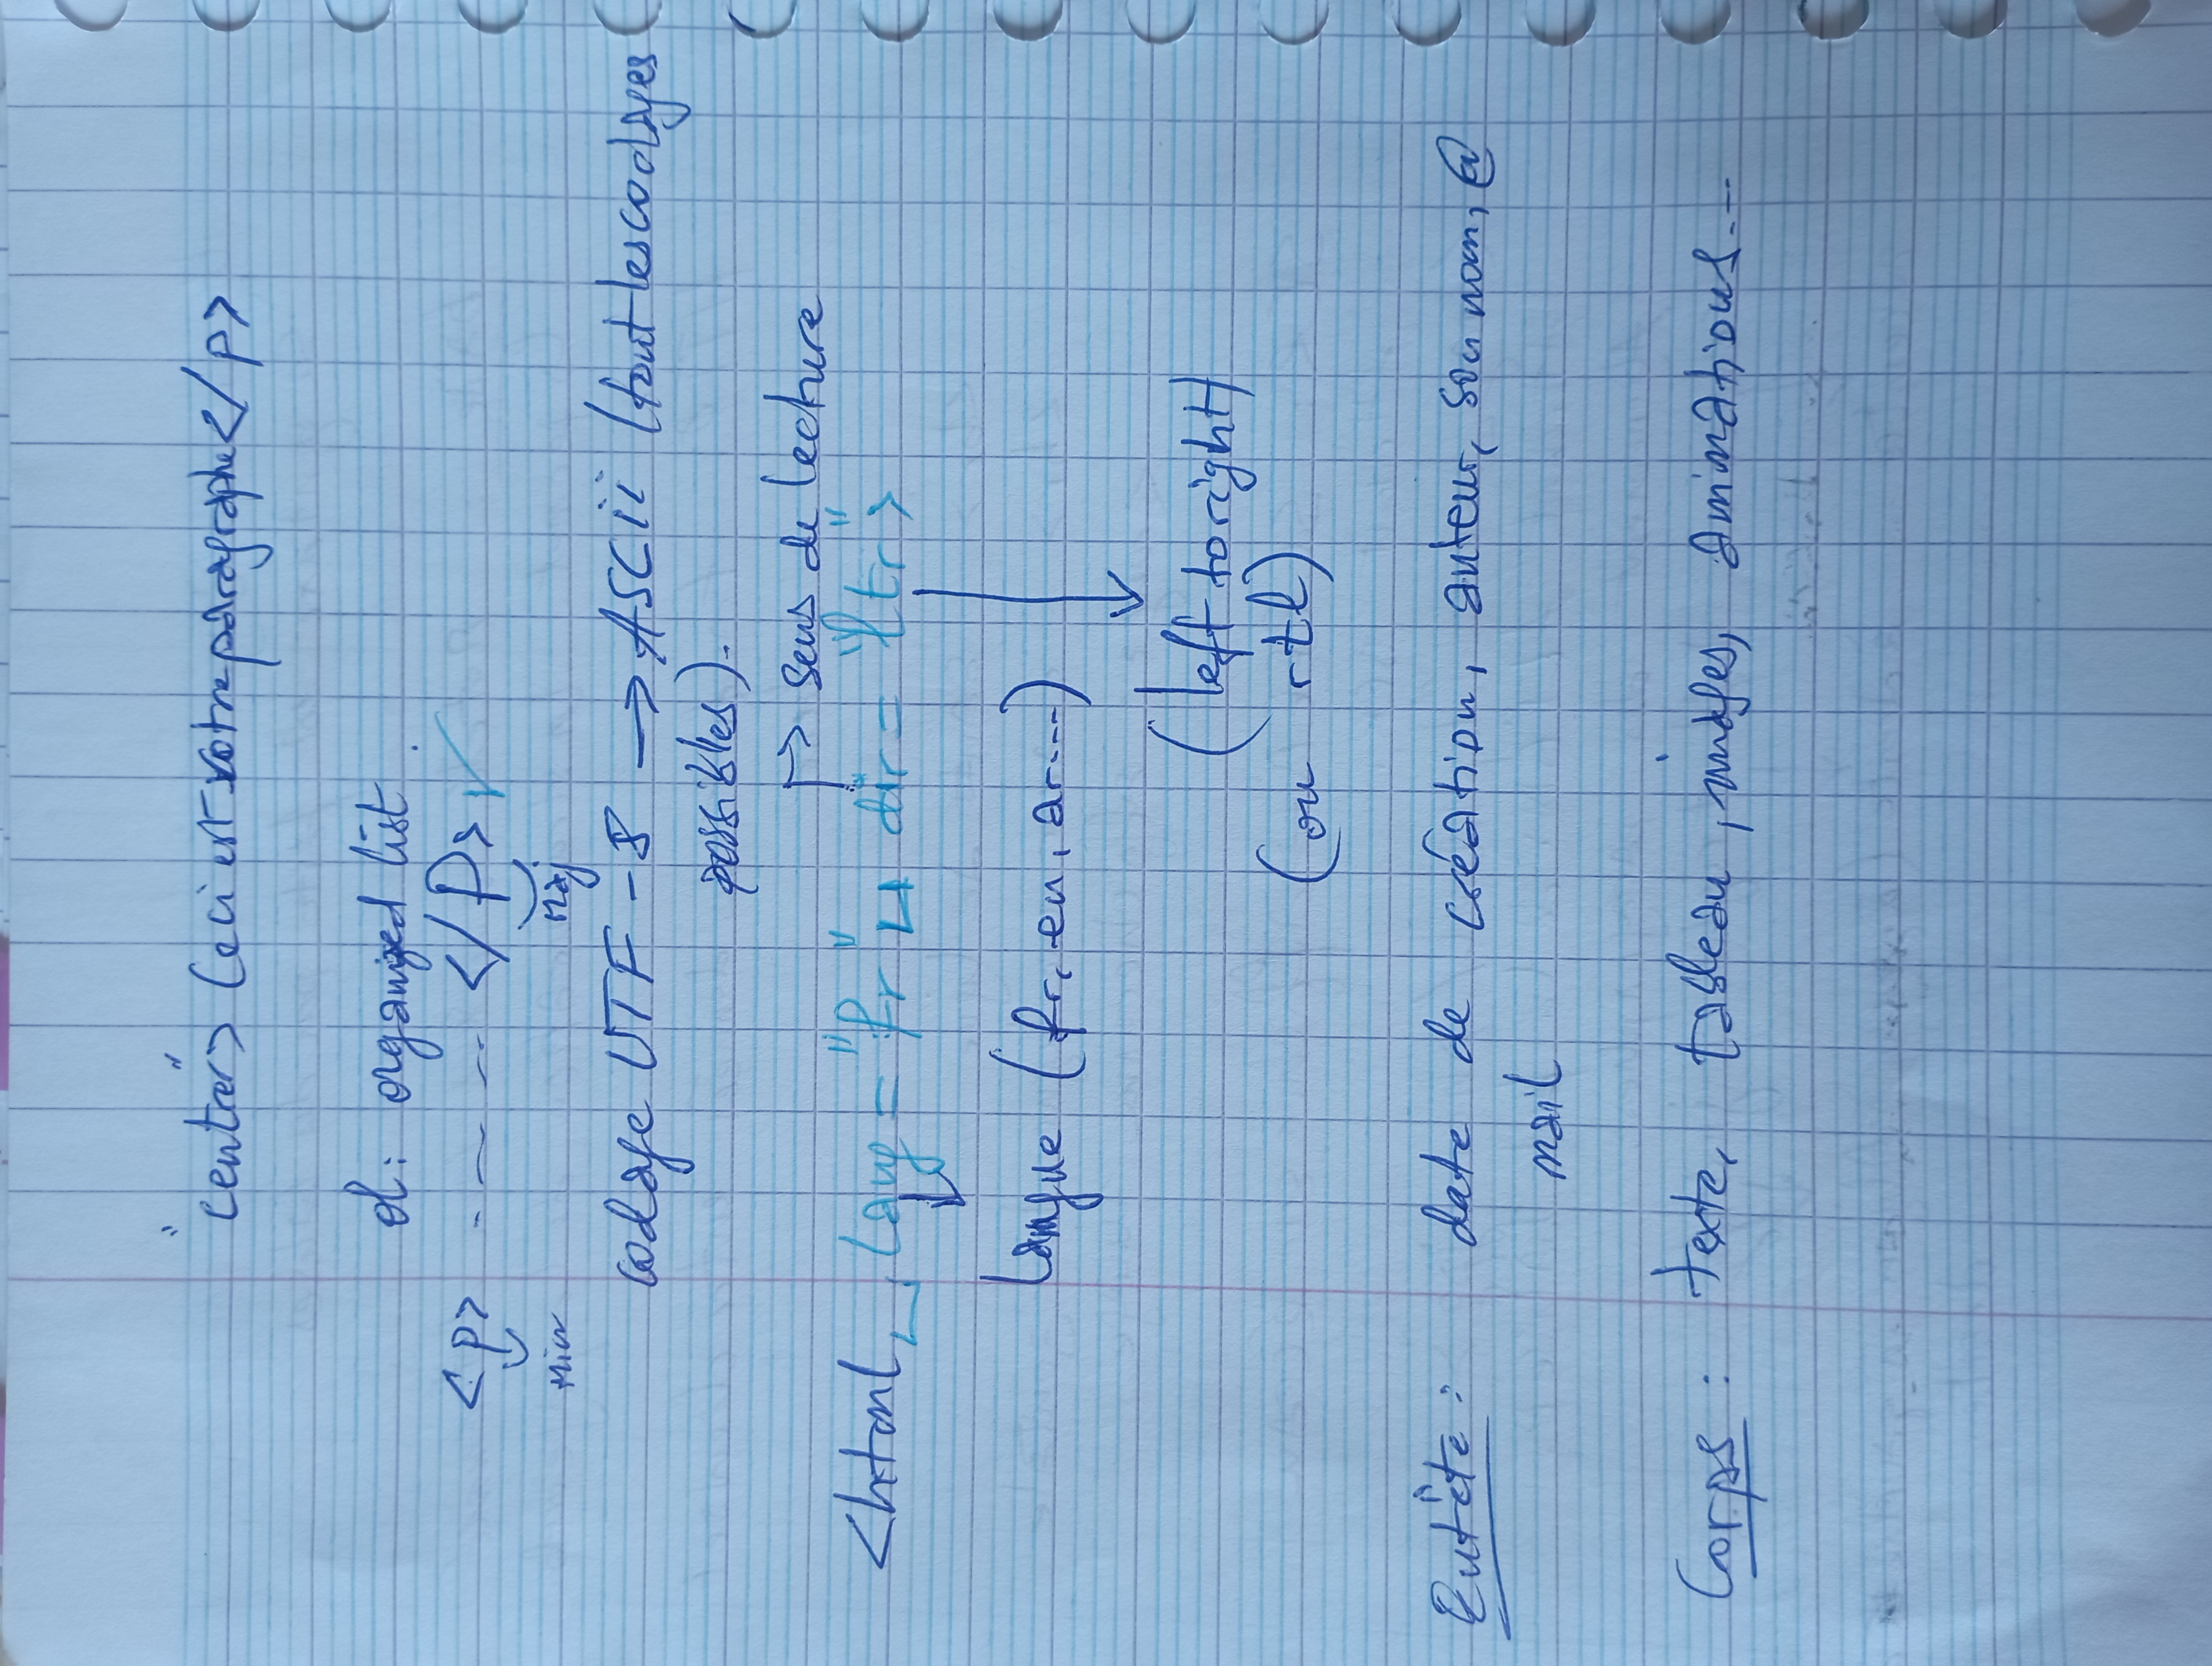 "center"> Ceci est votre paragraphe</p>
ol: organized list.
<p> ----- </P> ✓
min maj
codage UTF-8 → ASCii (tout les codages
possibles).
→ sens de lecture
<html lang="fr" dir="ltr">
langue (fr, en, ar...)
(left to right)
(ou rtl)
Entête: date de création, auteur, son nom, @
mail
Corps: texte, tableau, images, animations...